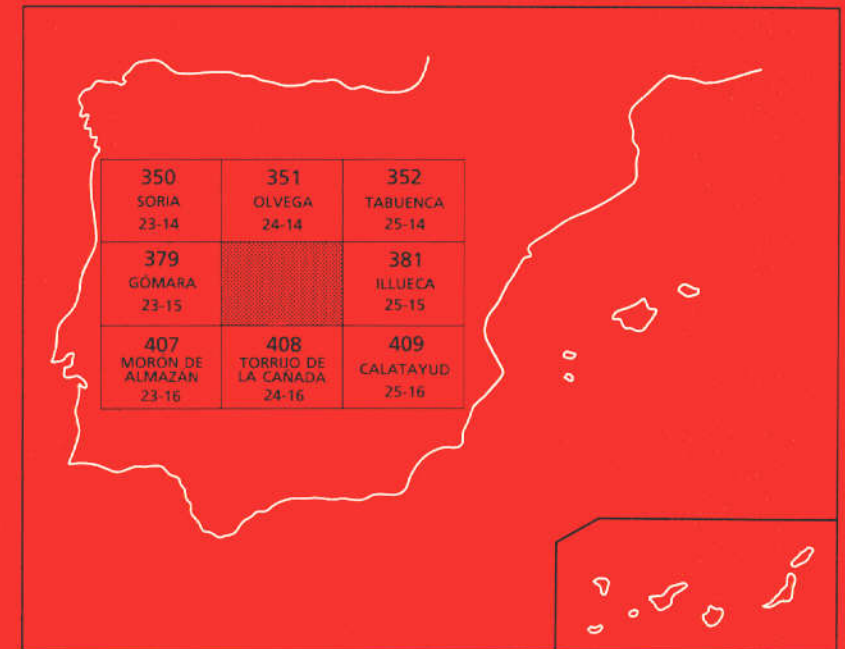 350
SORIA
23-14
351
OLVEGA
24-14
352
TABUENCA
25-14
379
GÓMARA
23-15
381
ILLUECA
25-15
407
MORÓN DE
ALMAZÁN
23-16
408
TORRIJO DE
LA CAÑADA
24-16
409
CALATAYUD
25-16